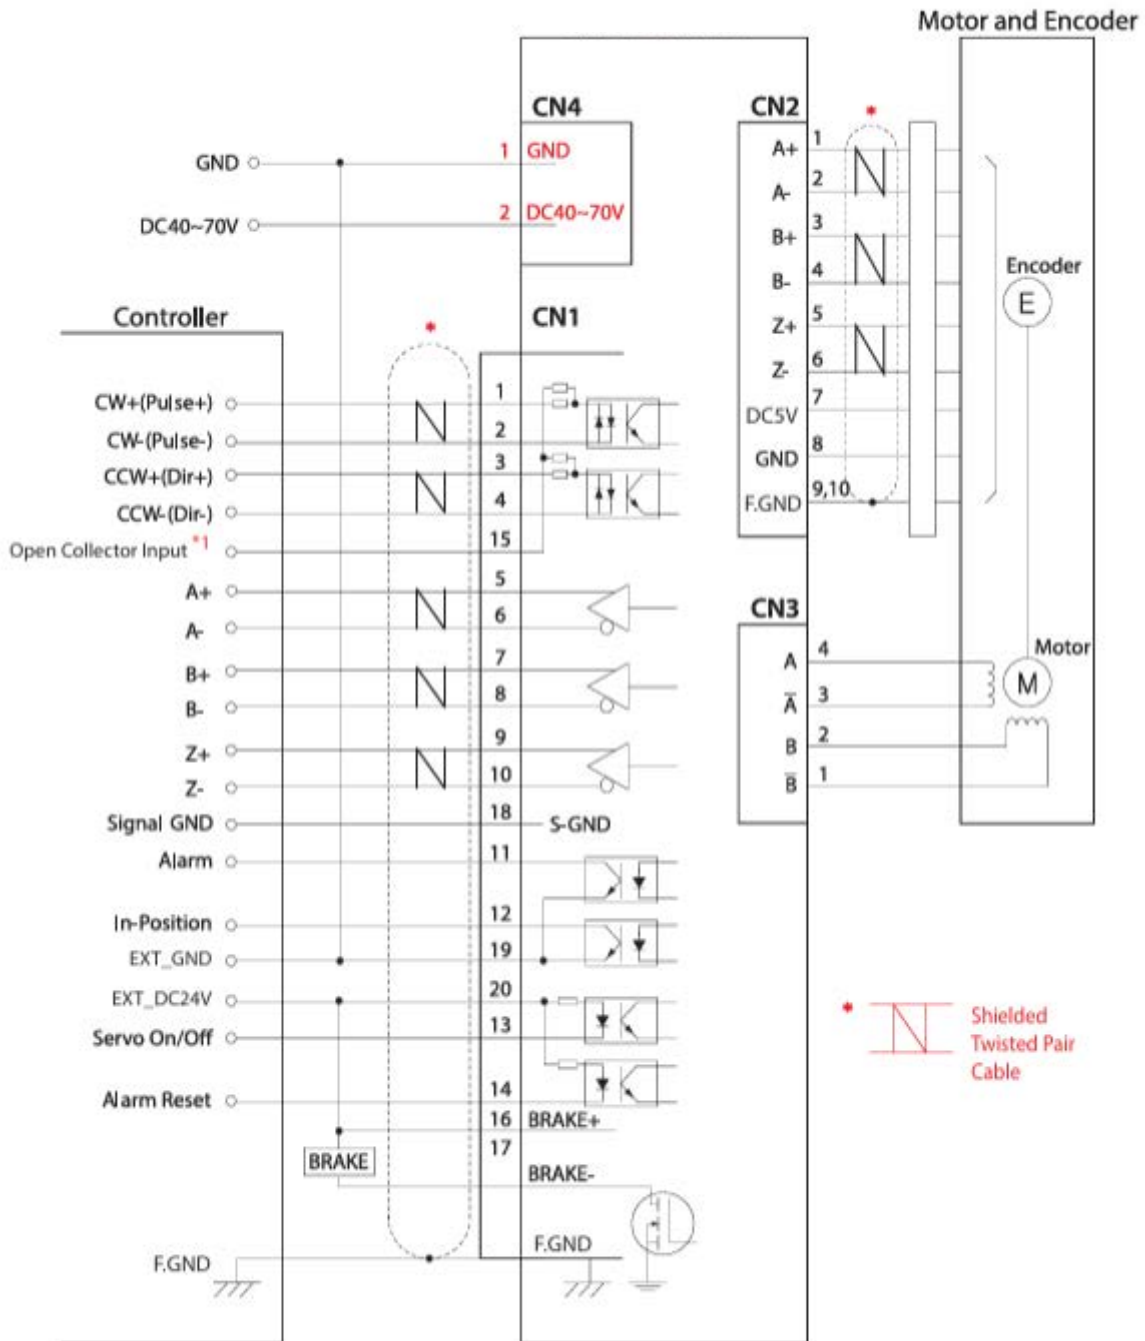 Motor and Encoder
CN4
1 GND
2 DC40~70V
GND
DC40~70V
CN2
*
A+ 1
A- 2
B+ 3
B- 4
Z+ 5
Z- 6
DC5V 7
GND 8
F.GND 9,10
Encoder
E
Controller
*
CN1
CW+(Pulse+) 1
CW-(Pulse-) 2
CCW+(Dir+) 3
CCW-(Dir-) 4
Open Collector Input *1 15
A+ 5
A- 6
B+ 7
B- 8
Z+ 9
Z- 10
Signal GND 18 S-GND
Alarm 11
In-Position 12
EXT_GND 19
EXT_DC24V 20
Servo On/Off 13
Alarm Reset 14
16 BRAKE+
17
BRAKE
BRAKE-
F.GND
F.GND
CN3
A 4
A̅ 3
B 2
B̅ 1
Motor
M
* Shielded
Twisted Pair
Cable